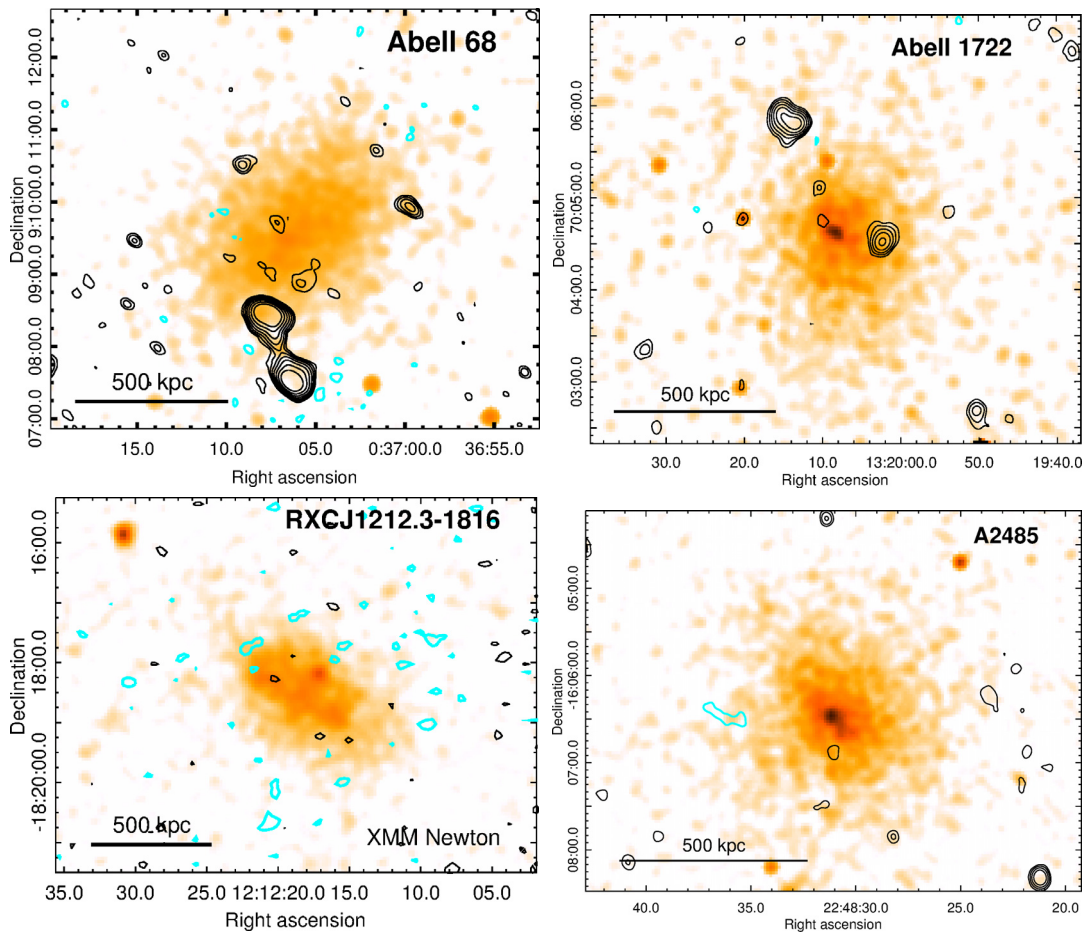 Abell 68
Declination
12:00.0
11:00.0
9:10:00.0
09:00.0
08:00.0
07:00.0
500 kpc
15.0
10.0
05.0
0:37:00.0
36:55.0
Right ascension
Abell 1722
Declination
06:00.0
70:05:00.0
04:00.0
03:00.0
500 kpc
30.0
20.0
10.0
13:20:00.0
50.0
19:40.0
Right ascension
RXCJ1212.3-1816
Declination
16:00.0
18:00.0
-18:20:00.0
500 kpc
XMM Newton
35.0
30.0
25.0
12:12:20.0
15.0
10.0
05.0
Right ascension
A2485
Declination
05:00.0
-16:06:00.0
07:00.0
08:00.0
500 kpc
40.0
35.0
22:48:30.0
25.0
20.0
Right ascension